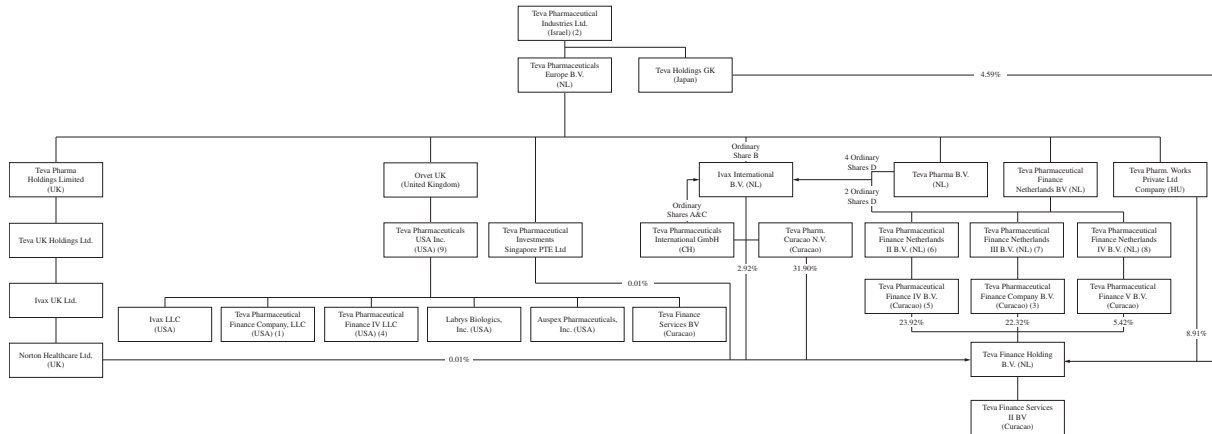 Teva Pharmaceutical
Industries Ltd.
(Israel) (2)
Teva Pharmaceuticals
Europe B.V.
(NL)
Teva Holdings GK
(Japan)
4.59%
Teva Pharma
Holdings Limited
(UK)
Orvet UK
(United Kingdom)
Ordinary
Share B
Ivax International
B.V. (NL)
4 Ordinary
Shares D
Teva Pharma B.V.
(NL)
Teva Pharmaceutical
Finance
Netherlands BV (NL)
Teva Pharm. Works
Private Ltd
Company (HU)
2 Ordinary
Shares D
Ordinary
Shares A&C
Teva UK Holdings Ltd.
Teva Pharmaceuticals
USA Inc.
(USA) (9)
Teva Pharmaceutical
Investments
Singapore PTE Ltd
Teva Pharmaceuticals
International GmbH
(CH)
Teva Pharm.
Curacao N.V.
(Curacao)
Teva Pharmaceutical
Finance Netherlands
II B.V. (NL) (6)
Teva Pharmaceutical
Finance Netherlands
III B.V. (NL) (7)
Teva Pharmaceutical
Finance Netherlands
IV B.V. (NL) (8)
2.92%
31.90%
0.01%
Ivax UK Ltd.
Ivax LLC
(USA)
Teva Pharmaceutical
Finance Company, LLC
(USA) (1)
Teva Pharmaceutical
Finance IV LLC
(USA) (4)
Labrys Biologics,
Inc. (USA)
Auspex Pharmaceuticals,
Inc. (USA)
Teva Finance
Services BV
(Curacao)
Teva Pharmaceutical
Finance IV B.V.
(Curacao) (5)
Teva Pharmaceutical
Finance Company B.V.
(Curacao) (3)
Teva Pharmaceutical
Finance V B.V.
(Curacao)
23.92%
22.32%
5.42%
8.91%
Norton Healthcare Ltd.
(UK)
0.01%
Teva Finance Holding
B.V. (NL)
Teva Finance Services
II BV
(Curacao)